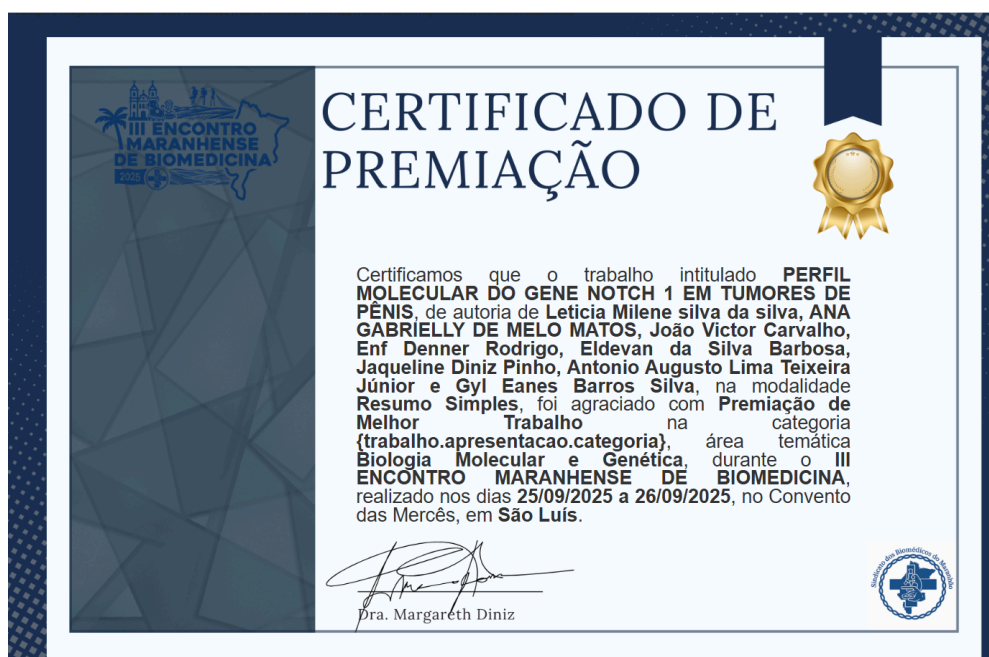 III ENCONTRO
MARANHENSE
DE BIOMEDICINA
2025
CERTIFICADO DE
PREMIAÇÃO
Certificamos que o trabalho intitulado PERFIL
MOLECULAR DO GENE NOTCH 1 EM TUMORES DE
PÊNIS, de autoria de Leticia Milene silva da silva, ANA
GABRIELLY DE MELO MATOS, João Victor Carvalho,
Enf Denner Rodrigo, Eldevan da Silva Barbosa,
Jaqueline Diniz Pinho, Antonio Augusto Lima Teixeira
Júnior e Gyl Eanes Barros Silva, na modalidade
Resumo Simples, foi agraciado com Premiação de
Melhor Trabalho na categoria
{trabalho.apresentacao.categoria}, área temática
Biologia Molecular e Genética, durante o III
ENCONTRO MARANHENSE DE BIOMEDICINA,
realizado nos dias 25/09/2025 a 26/09/2025, no Convento
das Mercês, em São Luís.
Dra. Margareth Diniz
Sindicato dos Biomédicos do Maranhão